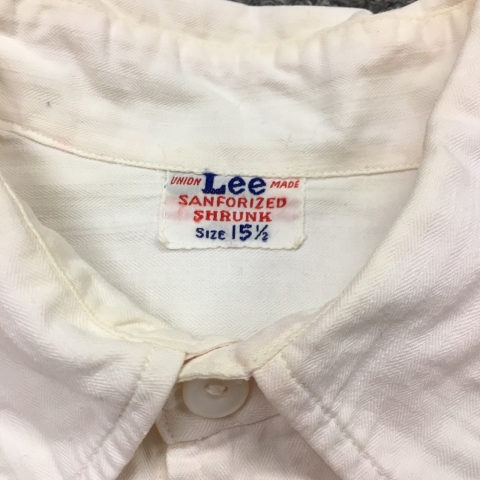 UNION Lee MADE
SANFORIZED
SHRUNK
SIZE 15½